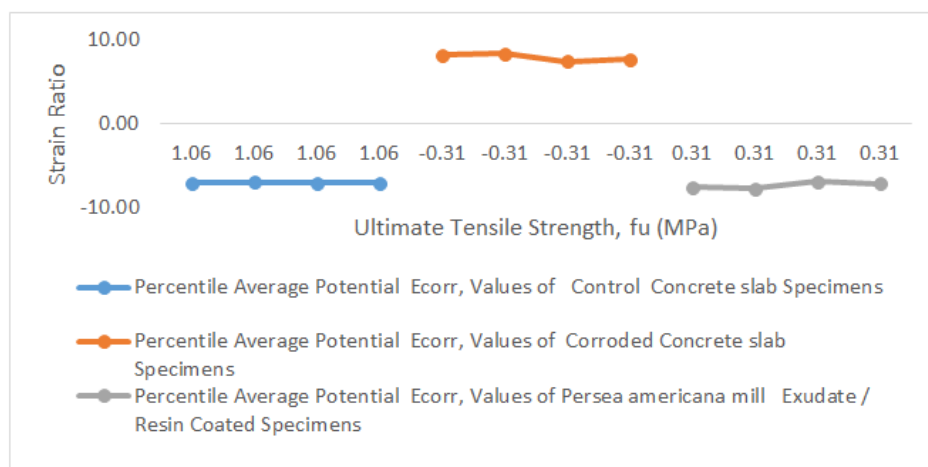 10.00
Strain Ratio
0.00
1.06 1.06 1.06 1.06 -0.31 -0.31 -0.31 -0.31 0.31 0.31 0.31 0.31
-10.00
Ultimate Tensile Strength, fu (MPa)
Percentile Average Potential Ecorr, Values of Control Concrete slab Specimens
Percentile Average Potential Ecorr, Values of Corroded Concrete slab
Specimens
Percentile Average Potential Ecorr, Values of Persea americana mill Exudate /
Resin Coated Specimens